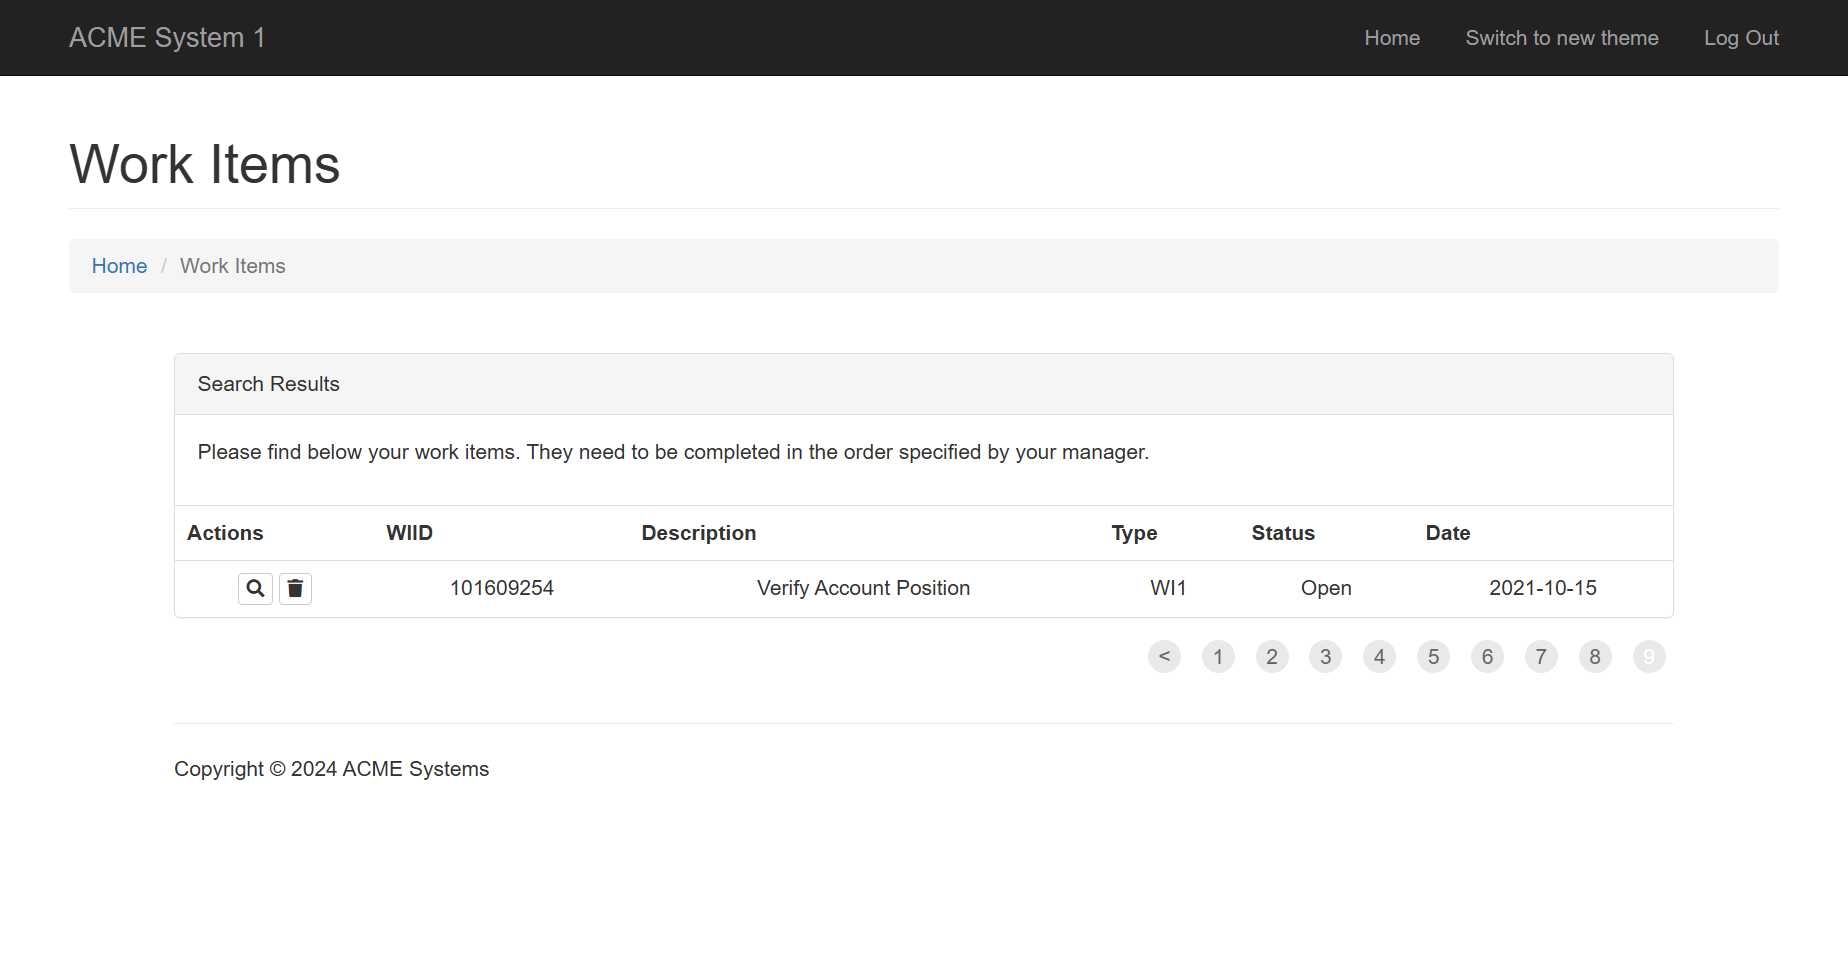 ACME System 1 Home Switch to new theme Log Out
Work Items
Home / Work Items
Search Results
Please find below your work items. They need to be completed in the order specified by your manager.
Actions WIID Description Type Status Date
101609254 Verify Account Position WI1 Open 2021-10-15
< 1 2 3 4 5 6 7 8 9
Copyright © 2024 ACME Systems